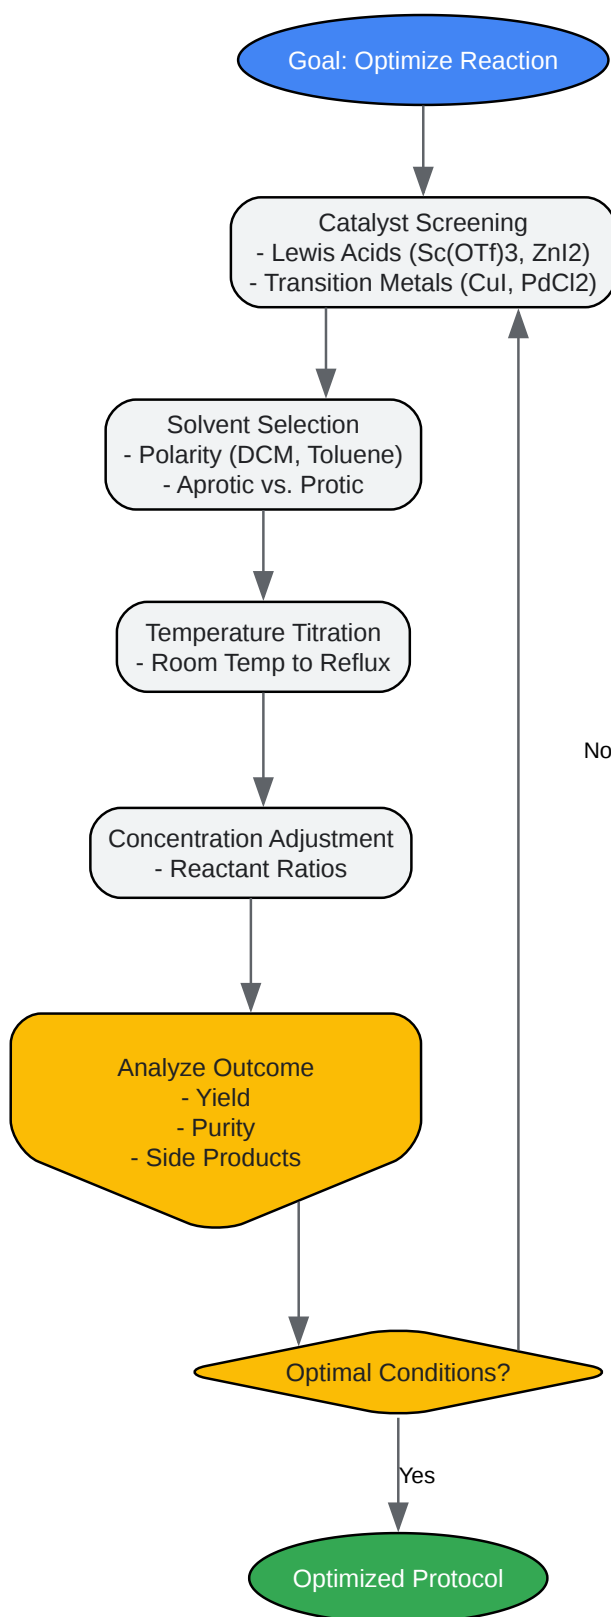 Goal: Optimize Reaction
Catalyst Screening
- Lewis Acids (Sc(OTf)3, ZnI2)
- Transition Metals (CuI, PdCl2)
Solvent Selection
- Polarity (DCM, Toluene)
- Aprotic vs. Protic
Temperature Titration
- Room Temp to Reflux
No
Concentration Adjustment
- Reactant Ratios
Analyze Outcome
- Yield
- Purity
- Side Products
Optimal Conditions?
Yes
Optimized Protocol